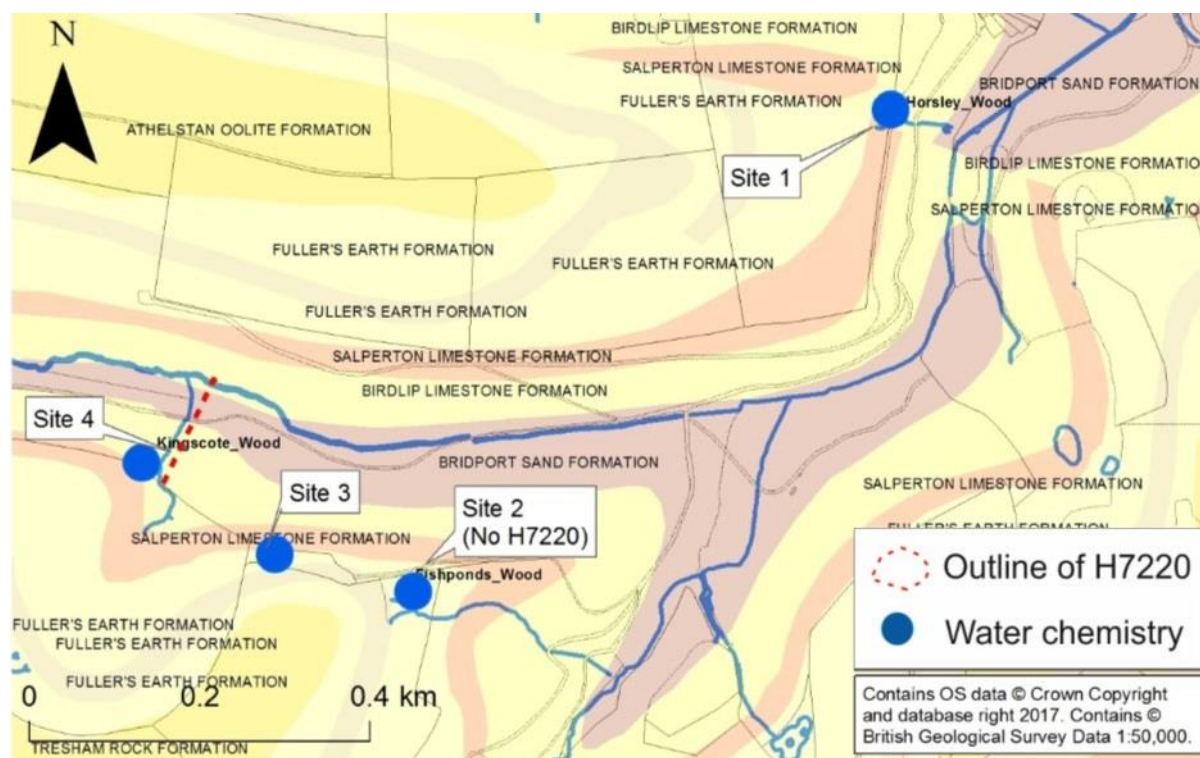 N
BIRDLIP LIMESTONE FORMATION
SALPERTON LIMESTONE FORMATION
BRIDPORT SAND FORMATION
FULLER'S EARTH FORMATION
Horsley_Wood
ATHELSTAN OOLITE FORMATION
BIRDLIP LIMESTONE FORMATIO
Site 1
SALPERTON LIMESTONE FORMATIO
FULLER'S EARTH FORMATION
FULLER'S EARTH FORMATION
FULLER'S EARTH FORMATION
SALPERTON LIMESTONE FORMATION
BIRDLIP LIMESTONE FORMATION
Site 4
Kingscote_Wood
BRIDPORT SAND FORMATION
SALPERTON LIMESTONE FORMATION
Site 3
Site 2
(No H7220)
FULLER'S EARTH FORMATION
SALPERTON LIMESTONE FORMATION
Fishponds_Wood
Outline of H7220
Water chemistry
FULLER'S EARTH FORMATION
FULLER'S EARTH FORMATION
FULLER'S EARTH FORMATION
0 0.2 0.4 km
Contains OS data © Crown Copyright
and database right 2017. Contains ©
British Geological Survey Data 1:50,000.
TRESHAM ROCK FORMATION